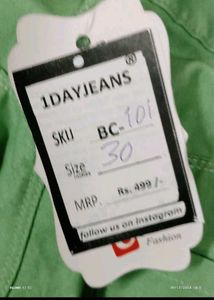 1DAYJEANS ®
SKU BC-101
Size 30
MRP. Rs. 499/-
follow us on Instagram
Fashion